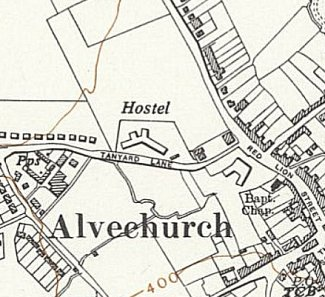 Hostel
TANYARD LANE
RED LION STREET
Pps
Bapt.
Chap.
Alvechurch
400
P.O.
TCB